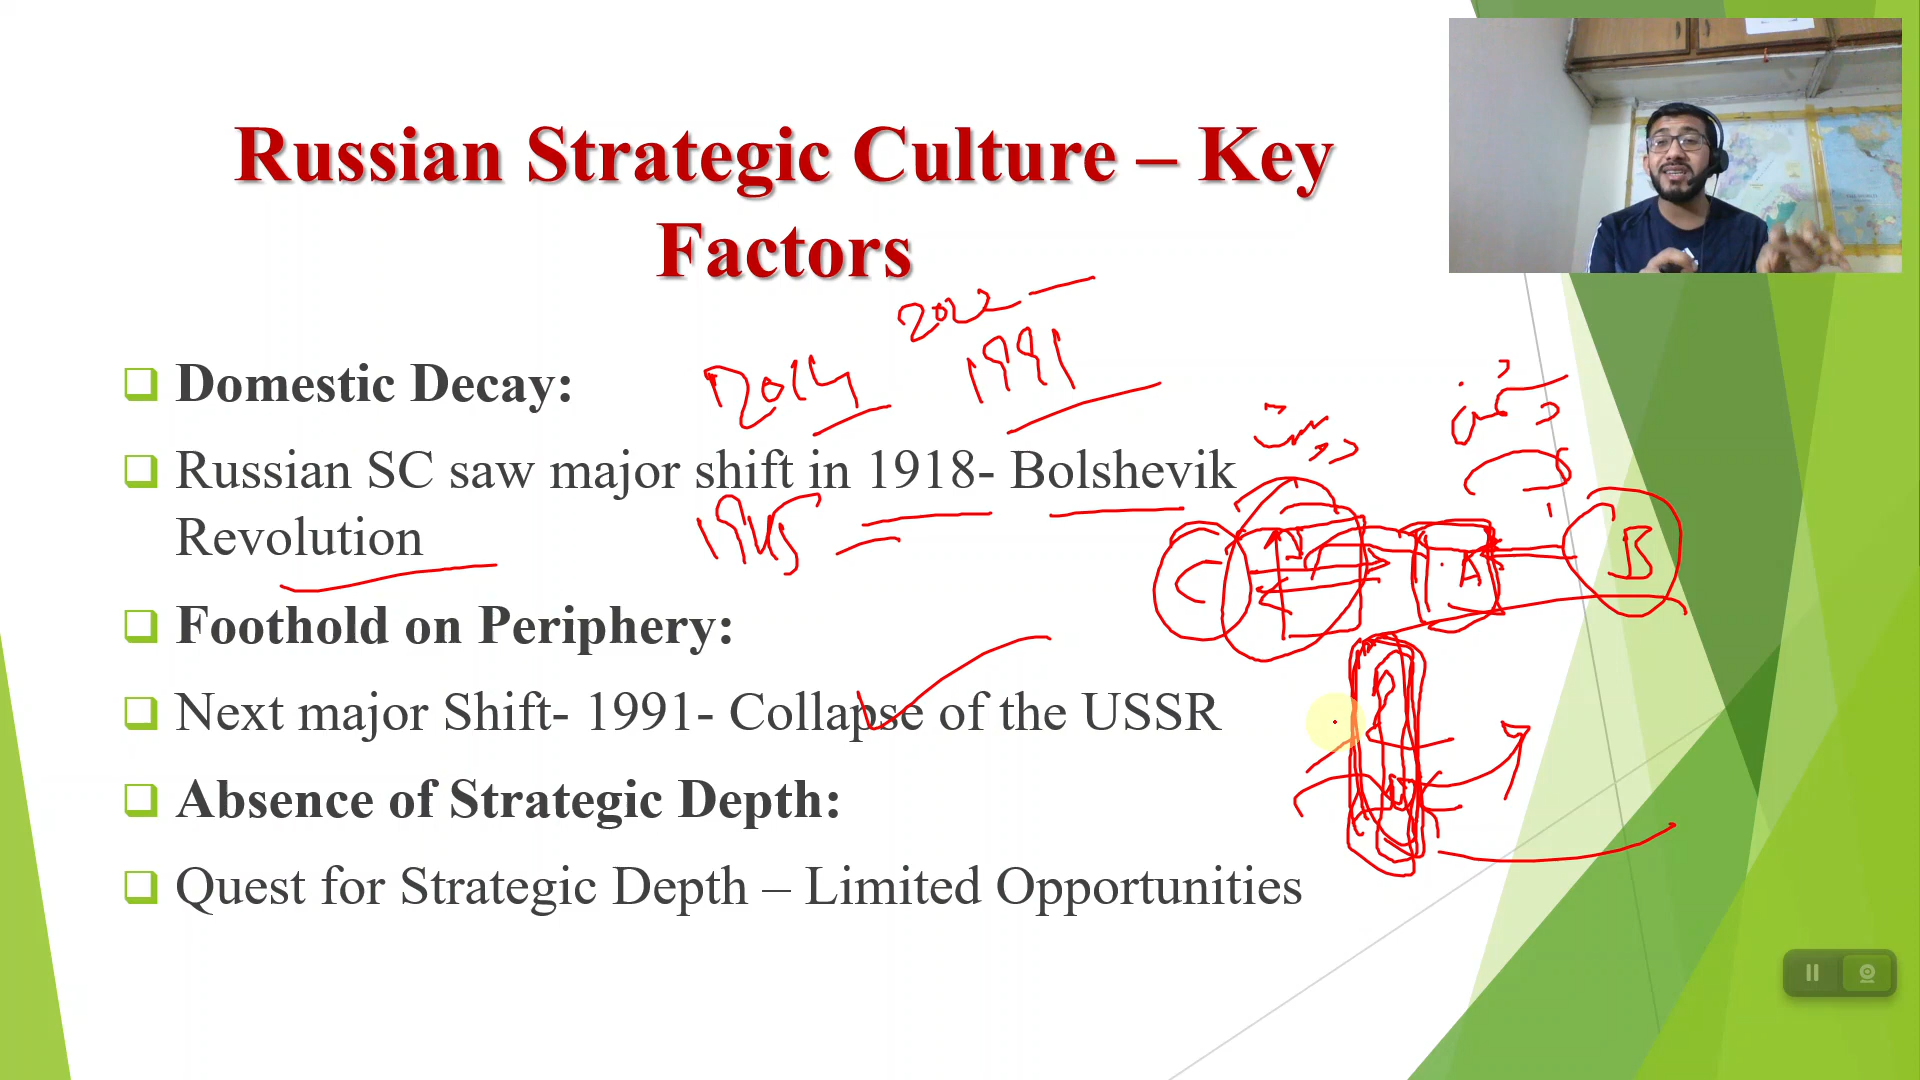 Russian Strategic Culture – Key
Factors
2022
2014
1991
Domestic Decay:
Russian SC saw major shift in 1918- Bolshevik
Revolution
1945
C
A
B
Foothold on Periphery:
Next major Shift- 1991- Collapse of the USSR
Absence of Strategic Depth:
Quest for Strategic Depth – Limited Opportunities